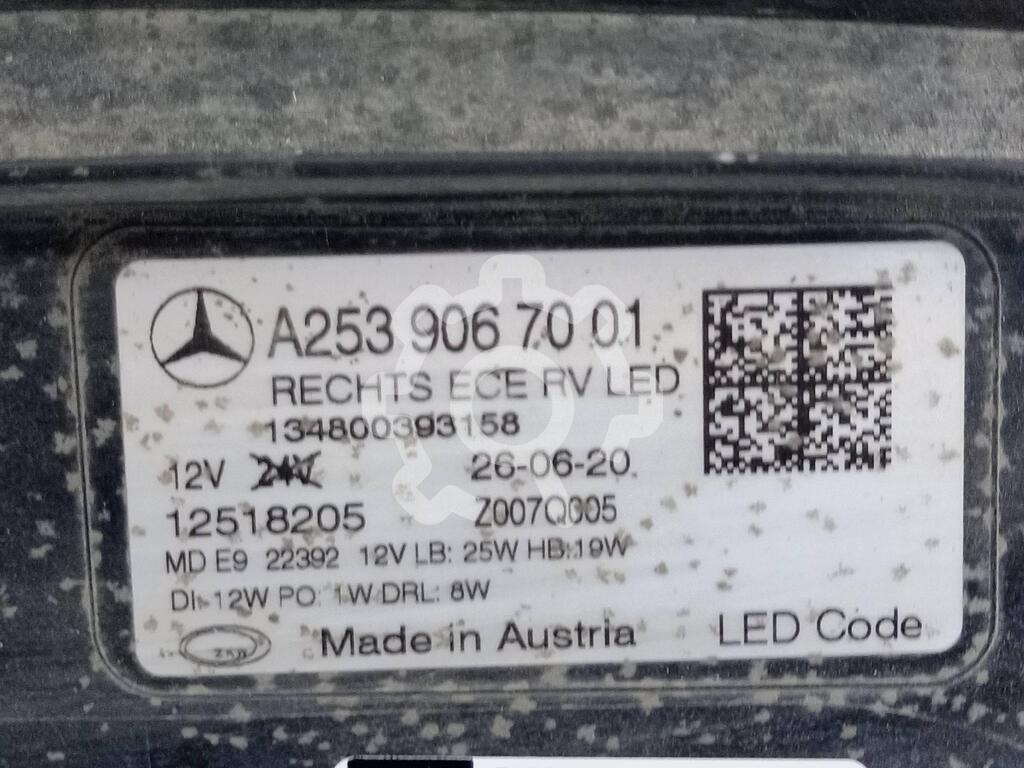 A253 906 70 01
RECHTS ECE RV LED
134800393158
12V 24V 26-06-20
12518205 Z007Q005
MD E9 22392 12V LB: 25W HB: 19W
DI: 12W PO: 1W DRL: 8W
ZKW Made in Austria LED Code